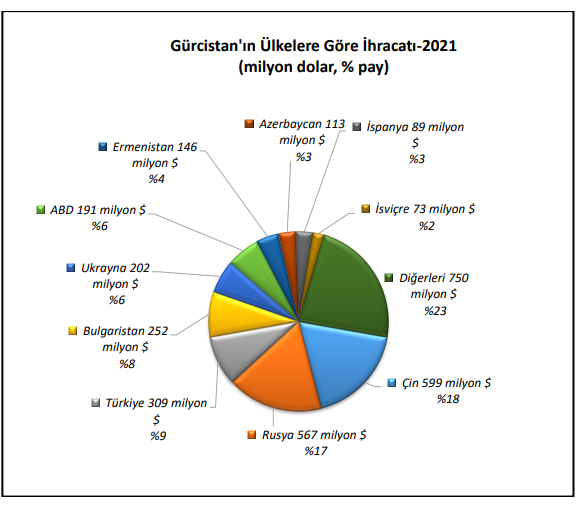 Gürcistan'ın Ülkelere Göre İhracatı-2021
(milyon dolar, % pay)
Azerbaycan 113
milyon $
%3
İspanya 89 milyon
$
%3
Ermenistan 146
milyon $
%4
ABD 191 milyon $
%6
İsviçre 73 milyon $
%2
Ukrayna 202
milyon $
%6
Diğerleri 750
milyon $
%23
Bulgaristan 252
milyon $
%8
Çin 599 milyon $
%18
Türkiye 309 milyon
$
%9
Rusya 567 milyon $
%17